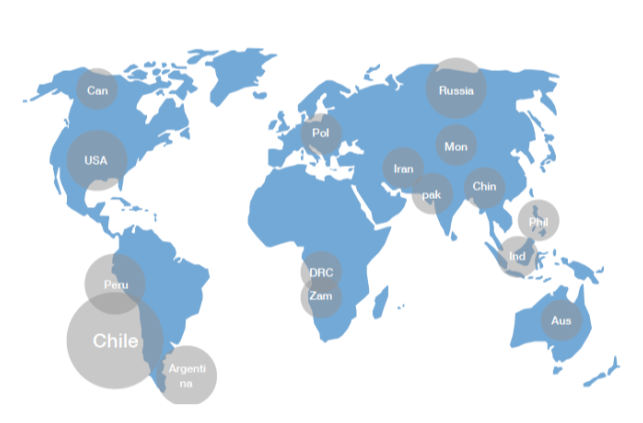 Can
Russia
Pol
Mon
USA
Iran
Chin
pak
Phil
Ind
DRC
Peru
Zam
Aus
Chile
Argenti
na